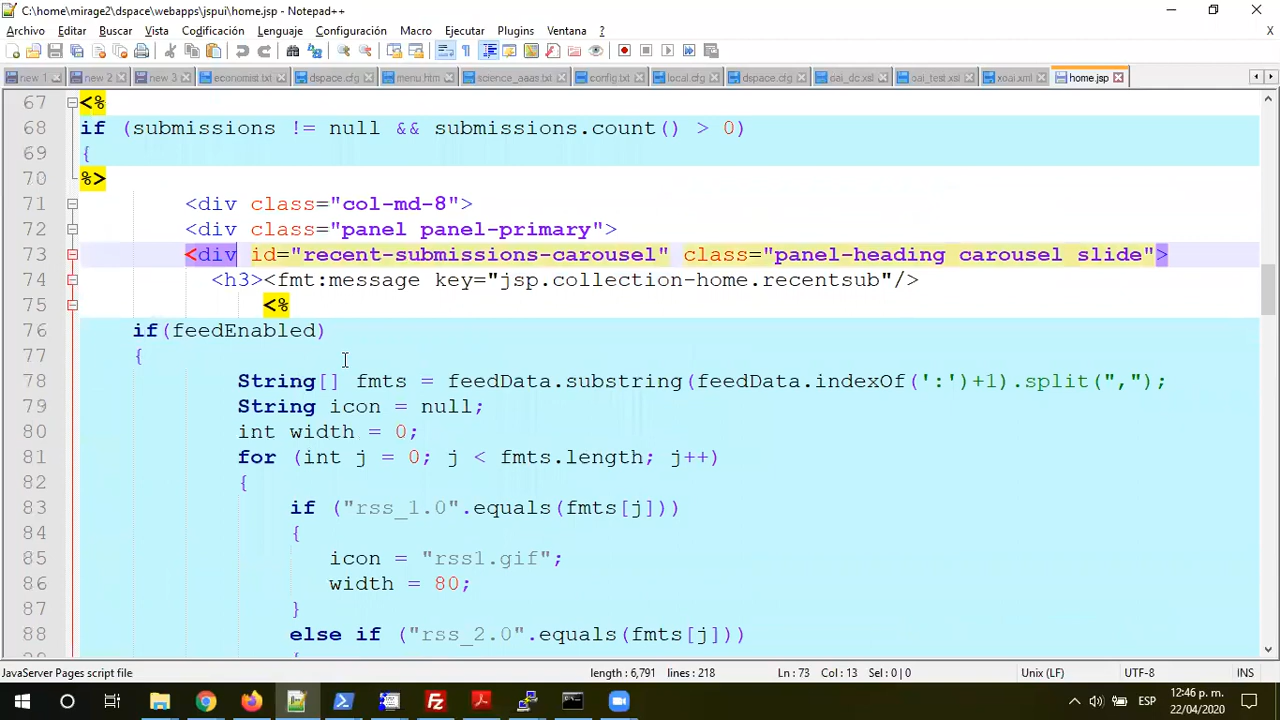 C:\home\mirage2\dspace\webapps\jspui\home.jsp - Notepad++
Archivo Editar Buscar Vista Codificación Lenguaje Configuración Macro Ejecutar Plugins Ventana ? X
new 1 new 2 new 3 economist.txt dspace.cfg menu.htm science_aaas.txt config.txt local.cfg dspace.cfg oai_dc.xsl oai_test.xsl xoai.xml home.jsp
67 <%
68 if (submissions != null && submissions.count() > 0)
69 {
70 %>
71 <div class="col-md-8">
72 <div class="panel panel-primary">
73 <div id="recent-submissions-carousel" class="panel-heading carousel slide">
74 <h3><fmt:message key="jsp.collection-home.recentsub"/>
75 <%
76 if(feedEnabled)
77 {
78 String[] fmts = feedData.substring(feedData.indexOf(':')+1).split(",");
79 String icon = null;
80 int width = 0;
81 for (int j = 0; j < fmts.length; j++)
82 {
83 if ("rss_1.0".equals(fmts[j]))
84 {
85 icon = "rss1.gif";
86 width = 80;
87 }
88 else if ("rss_2.0".equals(fmts[j]))
JavaServer Pages script file length : 6,791 lines : 218 Ln : 73 Col : 13 Sel : 0 | 0 Unix (LF) UTF-8 INS
ESP 12:46 p. m.
22/04/2020